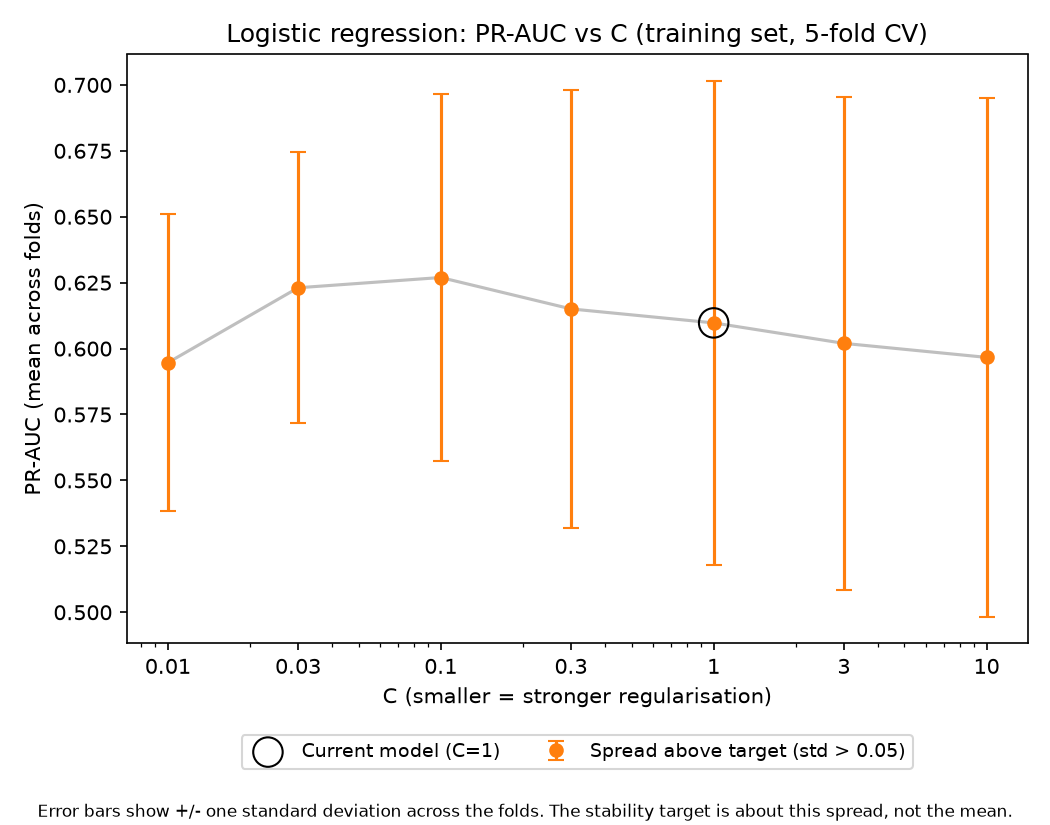 Logistic regression: PR-AUC vs C (training set, 5-fold CV)
PR-AUC (mean across folds)
0.700
0.675
0.650
0.625
0.600
0.575
0.550
0.525
0.500
0.01 0.03 0.1 0.3 1 3 10
C (smaller = stronger regularisation)
Current model (C=1) Spread above target (std > 0.05)
Error bars show +/- one standard deviation across the folds. The stability target is about this spread, not the mean.